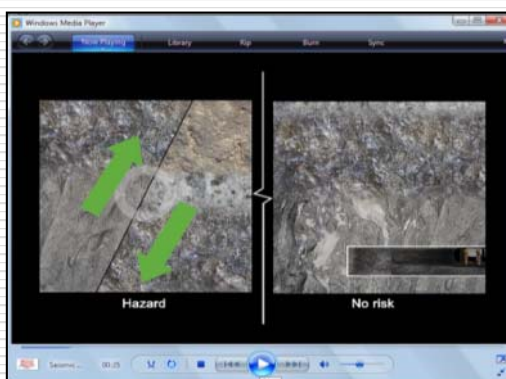 Windows Media Player
Now Playing
Library
Rip
Burn
Sync
Hazard
No risk
00:25